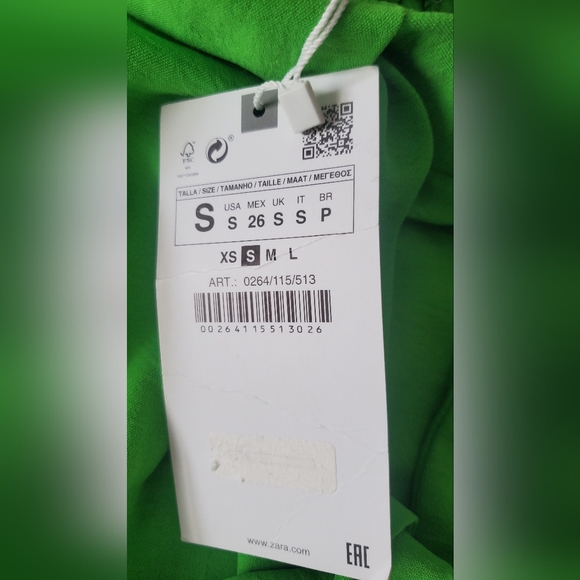 FSC
TALLA / SIZE / TAMANHO / TAILLE / MAAT / ΜΕΓΕΘΟΣ
S USA MEX UK IT BR
S 26 S S P
XS S M L
ART.: 0264/115/513
00264115513026
www.zara.com
EAC